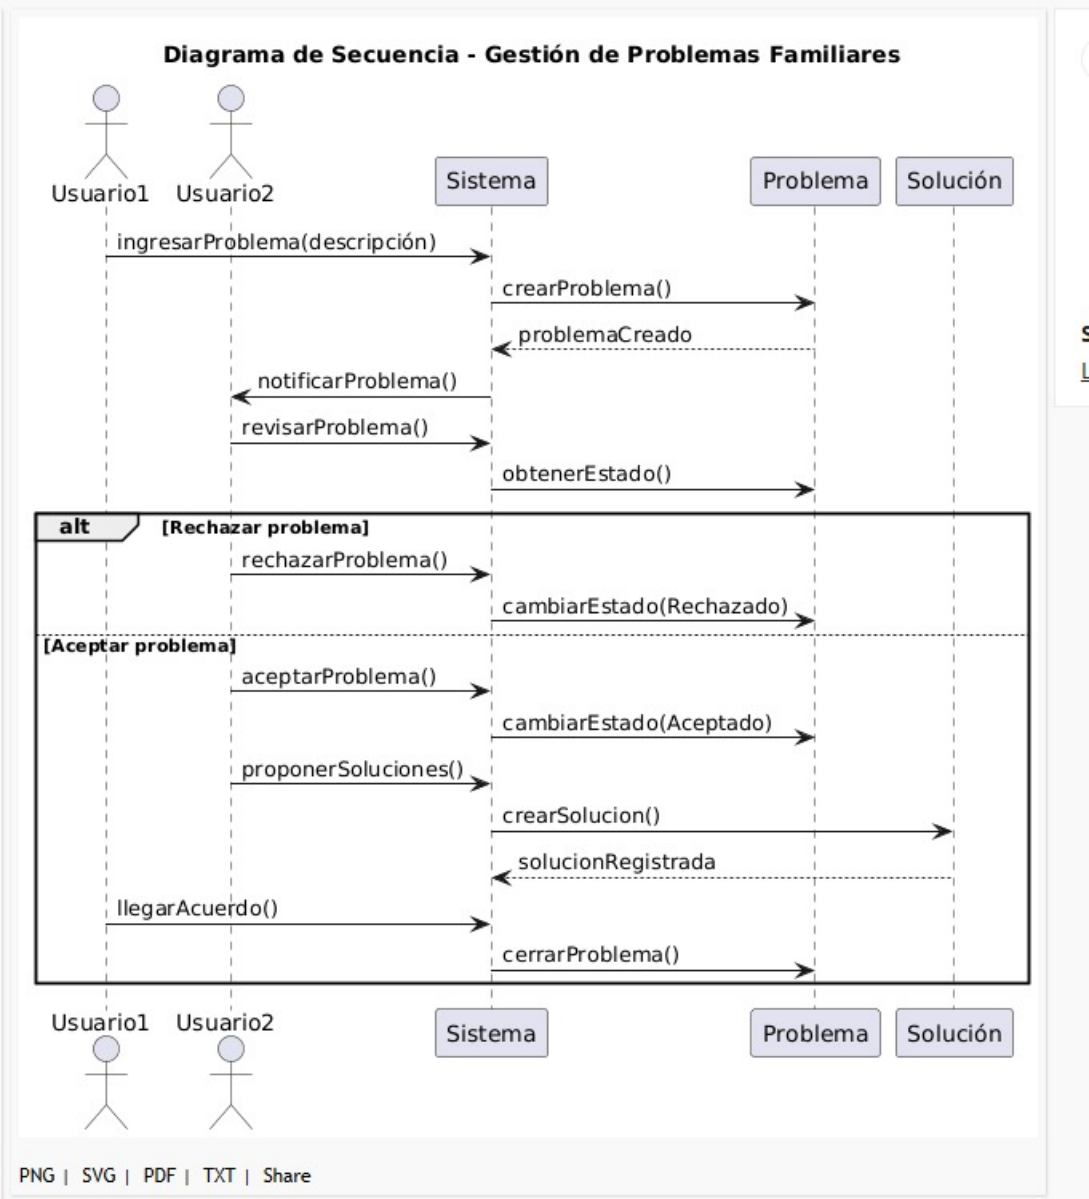 Diagrama de Secuencia - Gestión de Problemas Familiares
Usuario1 Usuario2 Sistema Problema Solución
ingresarProblema(descripción)
crearProblema()
problemaCreado
notificarProblema()
revisarProblema()
obtenerEstado()
alt [Rechazar problema]
rechazarProblema()
cambiarEstado(Rechazado)
[Aceptar problema]
aceptarProblema()
cambiarEstado(Aceptado)
proponerSoluciones()
crearSolucion()
solucionRegistrada
llegarAcuerdo()
cerrarProblema()
Usuario1 Usuario2 Sistema Problema Solución
PNG | SVG | PDF | TXT | Share